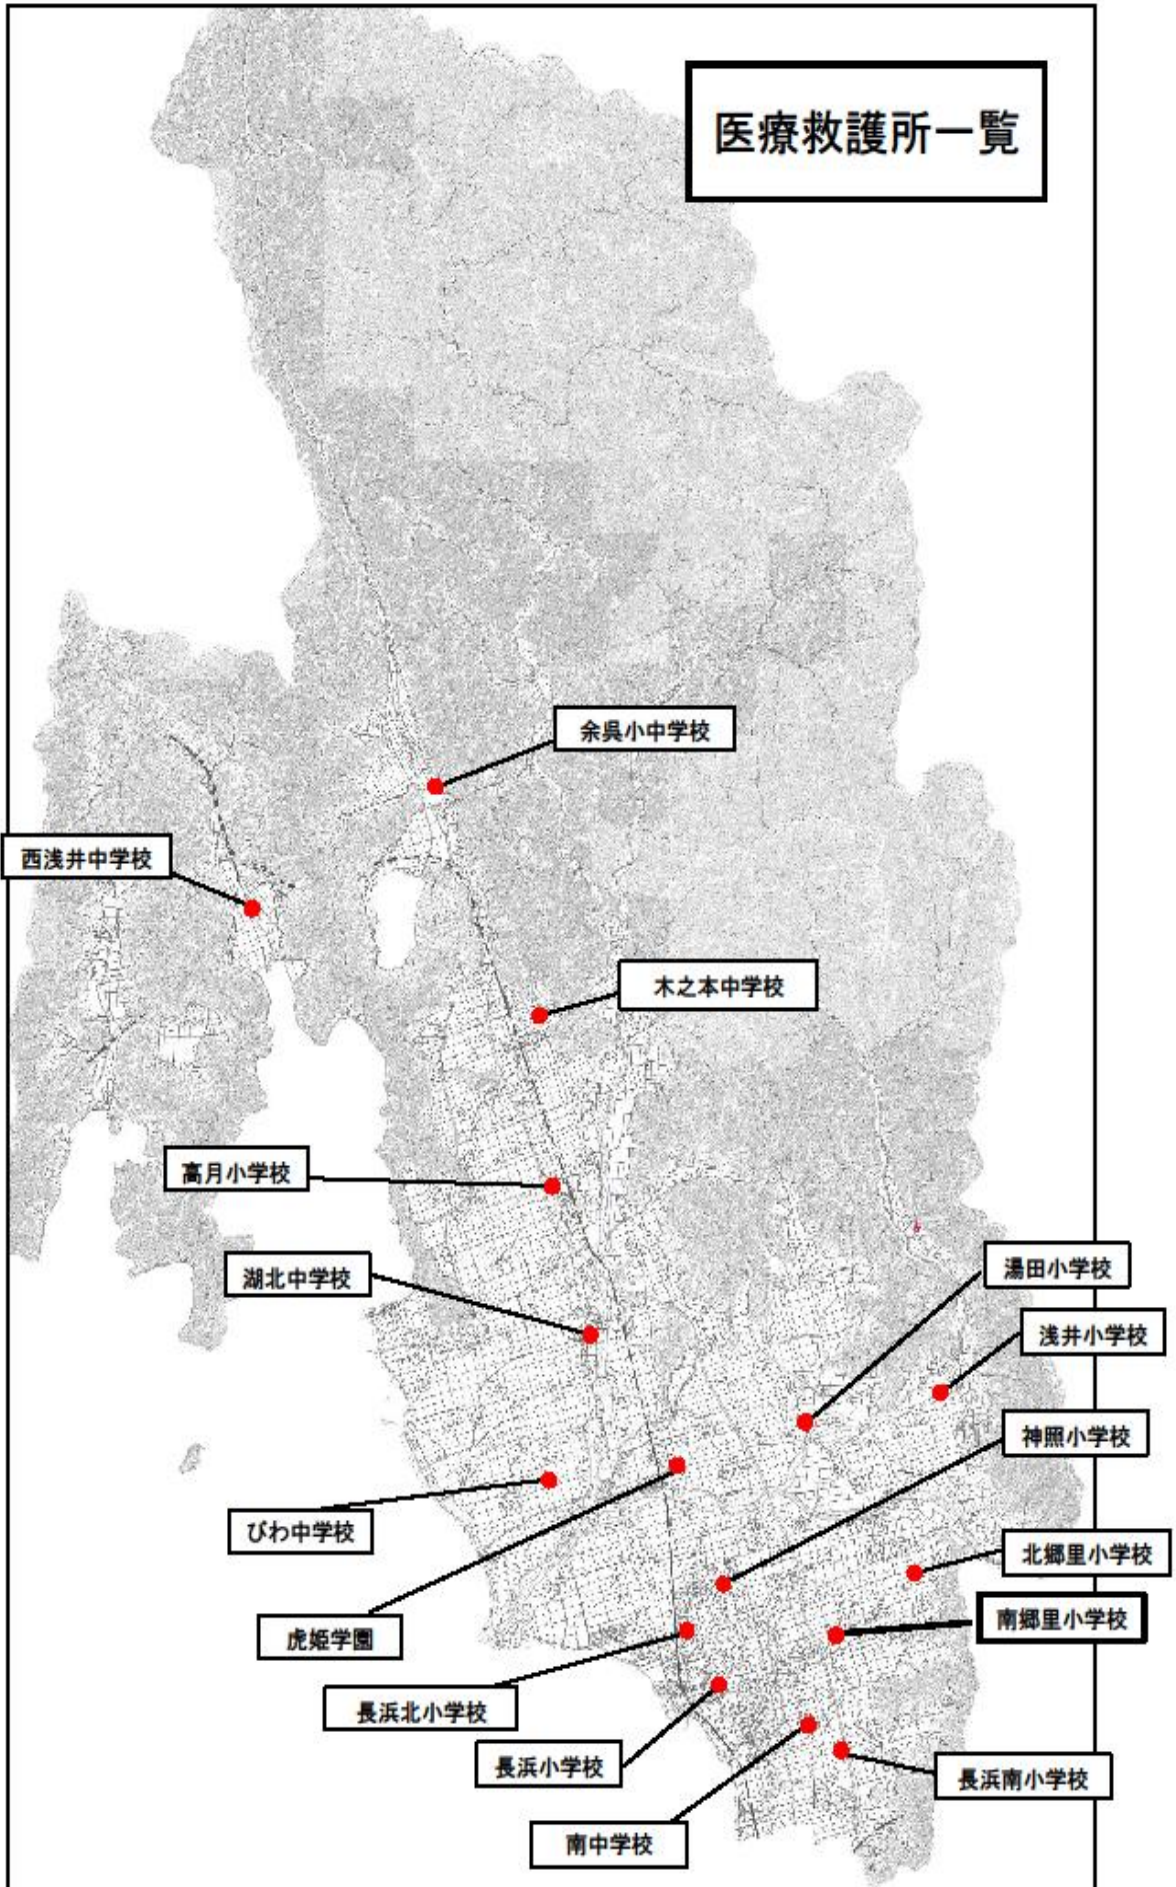 医療救護所一覧
余呉小中学校
西浅井中学校
木之本中学校
高月小学校
湖北中学校
湯田小学校
浅井小学校
神照小学校
びわ中学校
北郷里小学校
南郷里小学校
虎姫学園
長浜北小学校
長浜小学校
長浜南小学校
南中学校